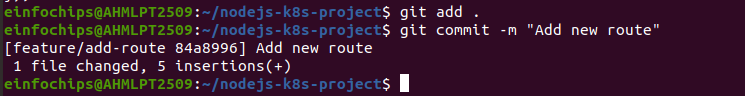 einfochips@AHMLPT2509:~/nodejs-k8s-project$ git add .
einfochips@AHMLPT2509:~/nodejs-k8s-project$ git commit -m "Add new route"
[feature/add-route 84a8996] Add new route
 1 file changed, 5 insertions(+)
einfochips@AHMLPT2509:~/nodejs-k8s-project$